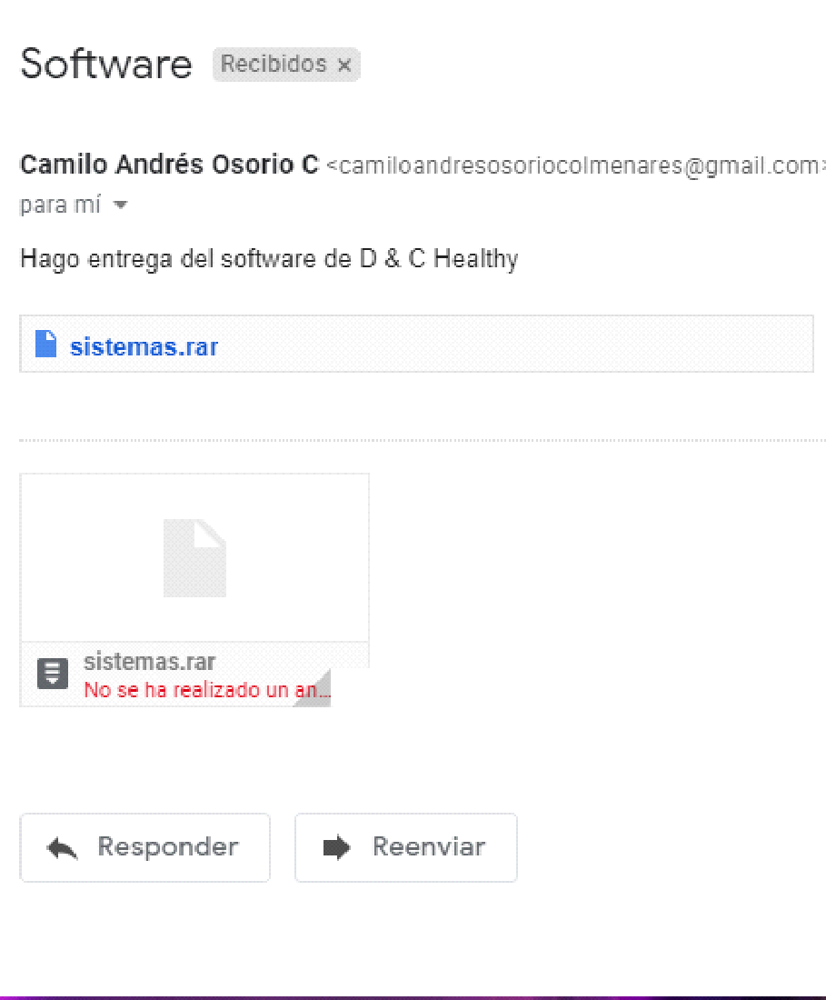 Software Recibidos ×
Camilo Andrés Osorio C <camiloandresosoriocolmenares@gmail.com>
para mí
Hago entrega del software de D & C Healthy
sistemas.rar
sistemas.rar
No se ha realizado un an...
Responder Reenviar